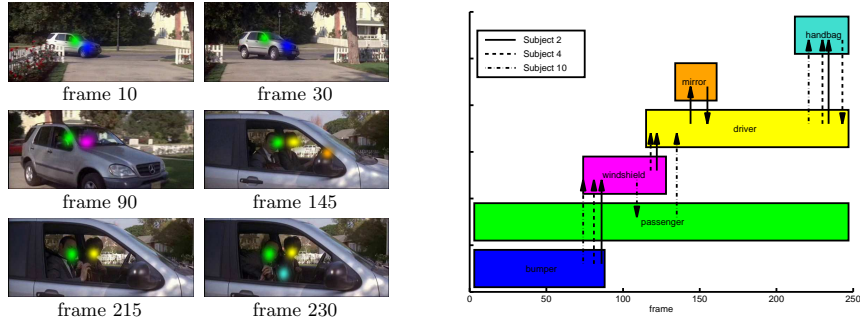 frame 10
frame 30
frame 90
frame 145
frame 215
frame 230
Subject 2
Subject 4
Subject 10
handbag
mirror
driver
windshield
passenger
bumper
0
50
100
150
200
250
frame